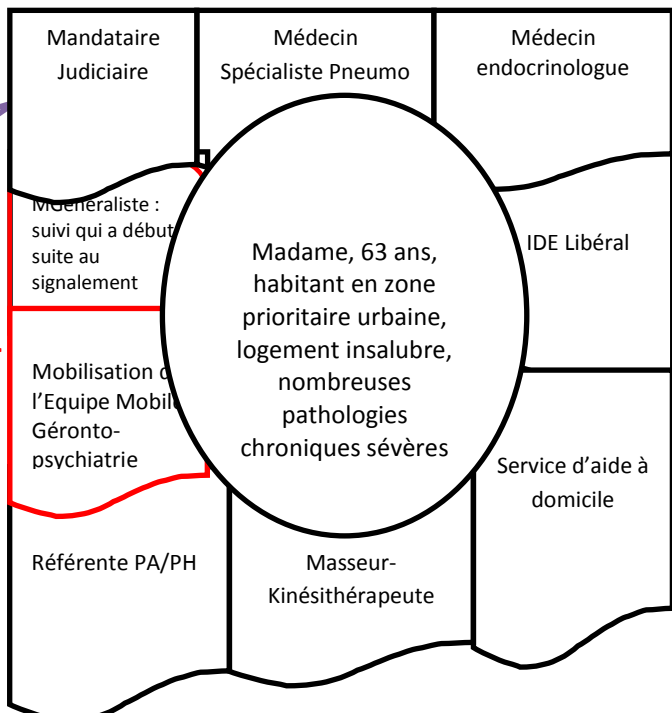 Mandataire
Judiciaire
Médecin
Spécialiste Pneumo
Médecin
endocrinologue
MGénéraliste :
suivi qui a début
suite au
signalement
Madame, 63 ans,
habitant en zone
prioritaire urbaine,
logement insalubre,
nombreuses
pathologies
chroniques sévères
IDE Libéral
Mobilisation d
l’Equipe Mobile
Géronto-
psychiatrie
Service d’aide à
domicile
Référente PA/PH
Masseur-
Kinésithérapeute